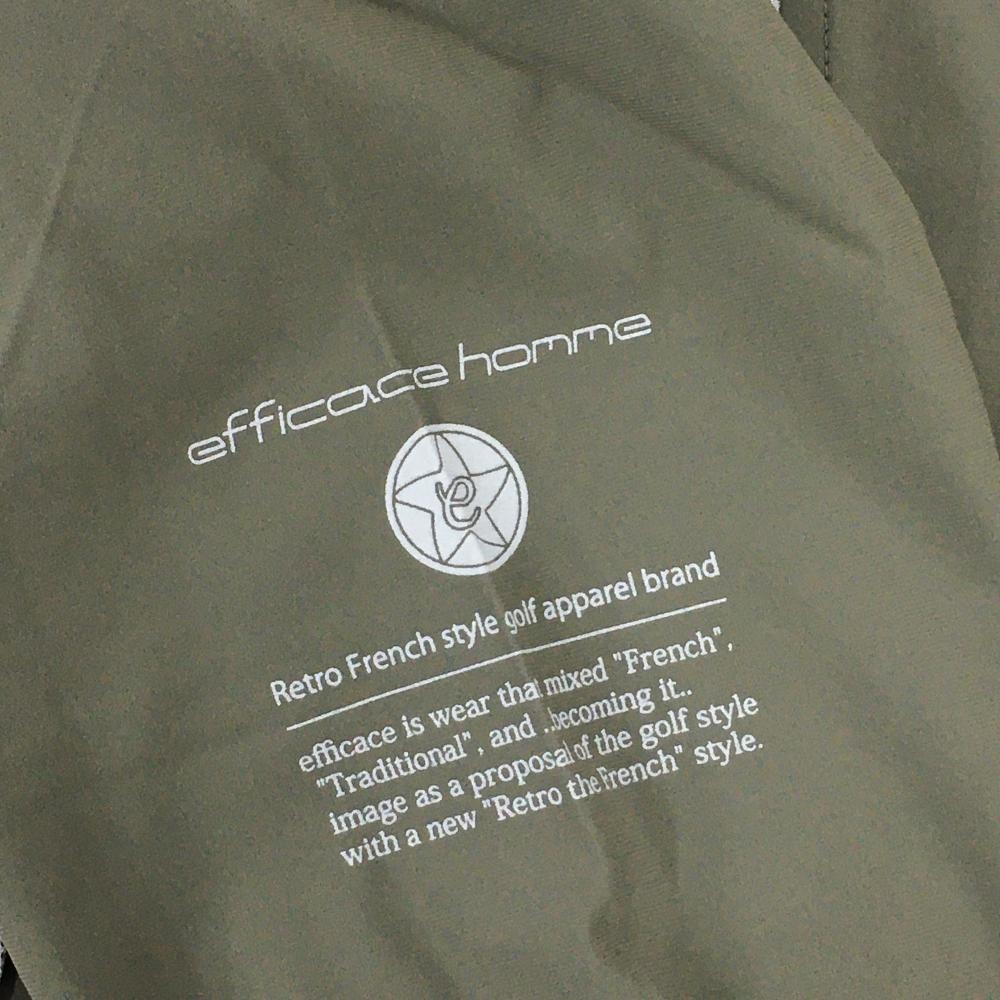 efficace homme
e
Retro French style golf apparel brand
efficace is wear that mixed "French",
"Traditional", and ..becoming it..
image as a proposal of the golf style
with a new "Retro the French" style.